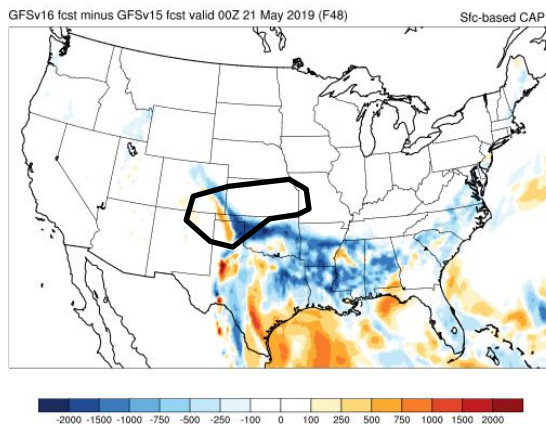 GFSv16 fcst minus GFSv15 fcst valid 00Z 21 May 2019 (F48)
Sfc-based CAP
-2000 -1500 -1000 -750 -500 -250 -100 0 100 250 500 750 1000 1500 2000